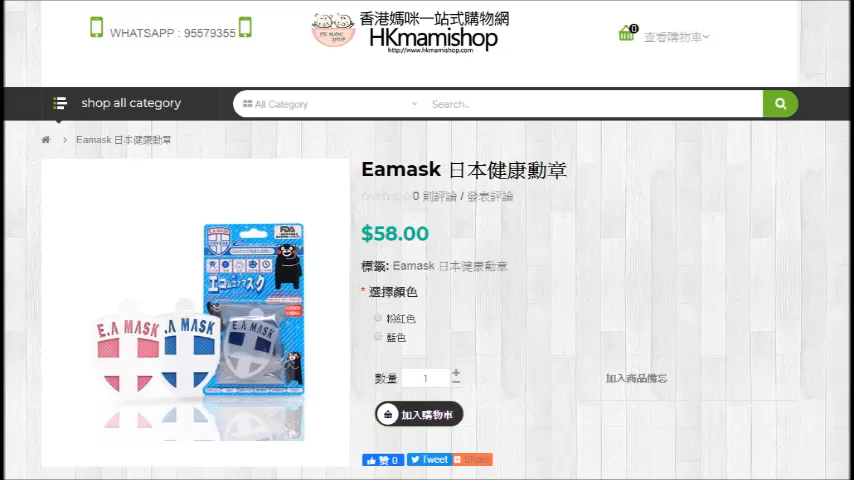 WHATSAPP : 95579355
香港媽咪一站式購物網
HKmamishop
http://www.hkmamishop.com
0
查看購物車
shop all category
All Category
Search..
Eamask 日本健康勳章
Eamask 日本健康勳章
0 則評論 / 發表評論
$58.00
標籤: Eamask 日本健康勳章
* 選擇顏色
粉紅色
藍色
數量
1
加入商品備忘
加入購物車
赞 0
Tweet
Share
E.A MASK
E.A MASK
E.A MASK
FDA
E.A MASK